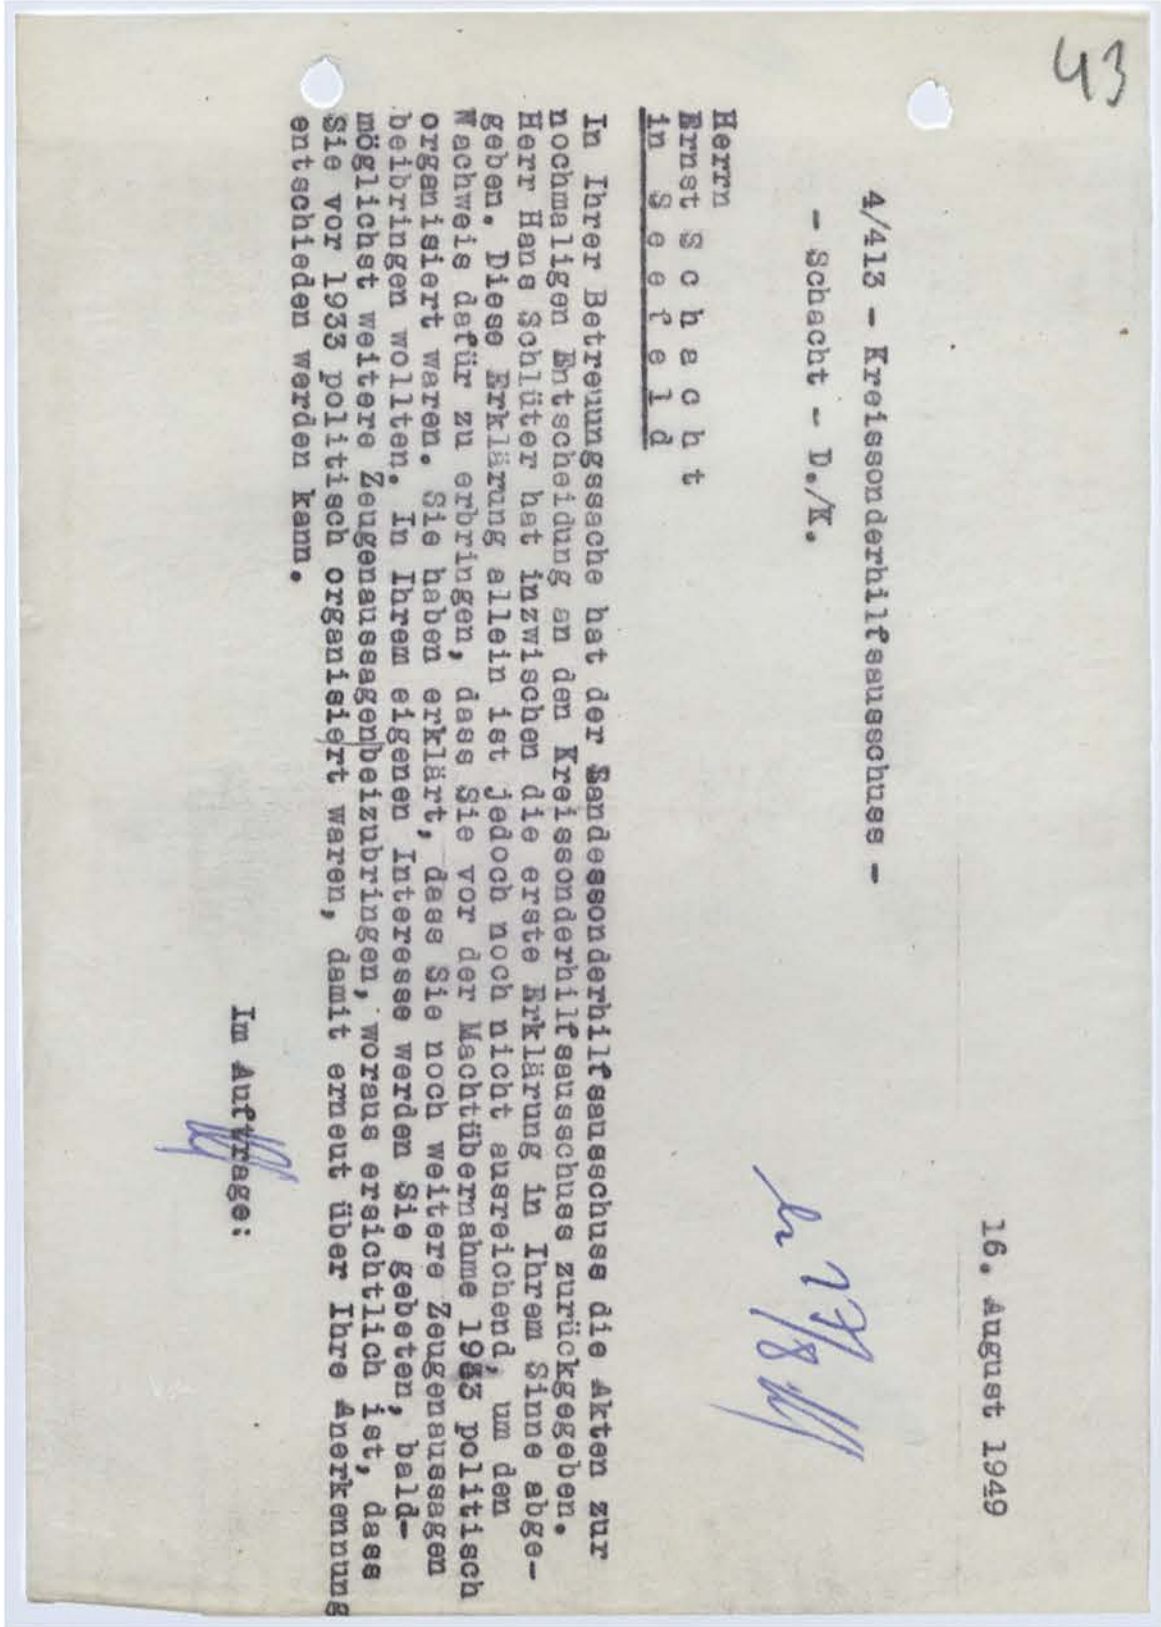 43
16. August 1949
4/413 - Kreissonderhilfsausschuss -
- Schacht - D./K.
27/8
Herrn
Ernst S c h a c h t
i n  S e e f e l d
In Ihrer Betreuungssache hat der Landessonderhilfsausschuss die Akten zur
nochmaligen Entscheidung an den Kreissonderhilfsausschuss zurückgegeben.
Herr Hans Schlüter hat inzwischen die erste Erklärung in Ihrem Sinne abge-
geben. Diese Erklärung allein ist jedoch noch nicht ausreichend, um den
Nachweis dafür zu erbringen, dass Sie vor der Machtübernahme 1933 politisch
organisiert waren. Sie haben erklärt, dass Sie noch weitere Zeugenaussagen
beibringen wollten. In Ihrem eigenen Interesse werden Sie gebeten, bald-
möglichst weitere Zeugenaussagen beizubringen, woraus ersichtlich ist, dass
Sie vor 1933 politisch organisiert waren, damit erneut über Ihre Anerkennung
entschieden werden kann.
Im Auftrage: